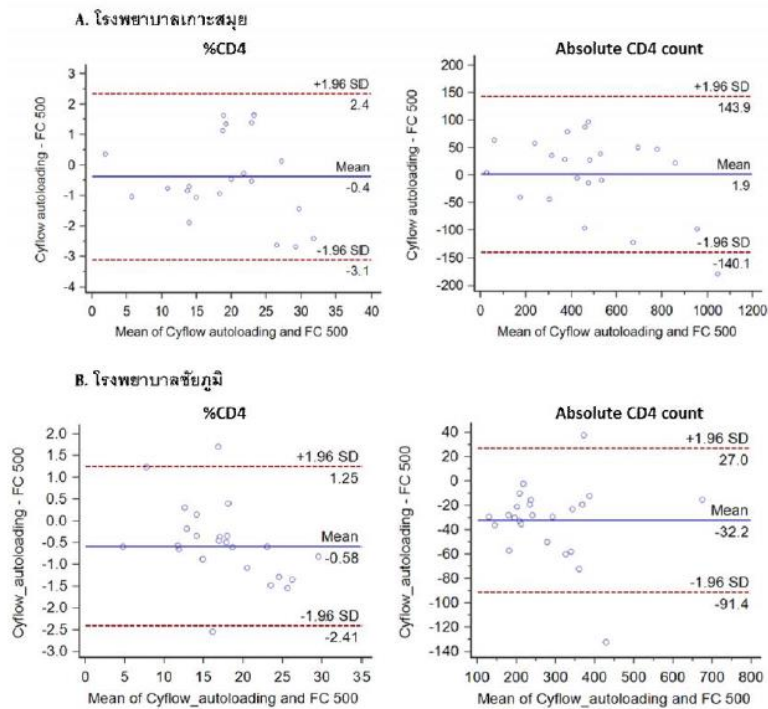 A. โรงพยาบาลเกาะสมุย
%CD4
3
2
1
0
-1
-2
-3
-4
+1.96 SD
2.4
Mean
-0.4
-1.96 SD
-3.1
0 5 10 15 20 25 30 35 40
Mean of Cyflow autoloading and FC 500
Cyflow autoloading - FC 500
Absolute CD4 count
200
150
100
50
0
-50
-100
-150
-200
+1.96 SD
143.9
Mean
1.9
-1.96 SD
-140.1
0 200 400 600 800 1000 1200
Mean of Cyflow autoloading and FC 500
Cyflow autoloading - FC 500
B. โรงพยาบาลชัยภูมิ
%CD4
2.0
1.5
1.0
0.5
0.0
-0.5
-1.0
-1.5
-2.0
-2.5
-3.0
+1.96 SD
1.25
Mean
-0.58
-1.96 SD
-2.41
0 5 10 15 20 25 30 35
Mean of Cyflow_autoloading and FC 500
Cyflow_autoloading - FC 500
Absolute CD4 count
40
20
0
-20
-40
-60
-80
-100
-120
-140
+1.96 SD
27.0
Mean
-32.2
-1.96 SD
-91.4
100 200 300 400 500 600 700 800
Mean of Cyflow_autoloading and FC 500
Cyflow_autoloading - FC 500